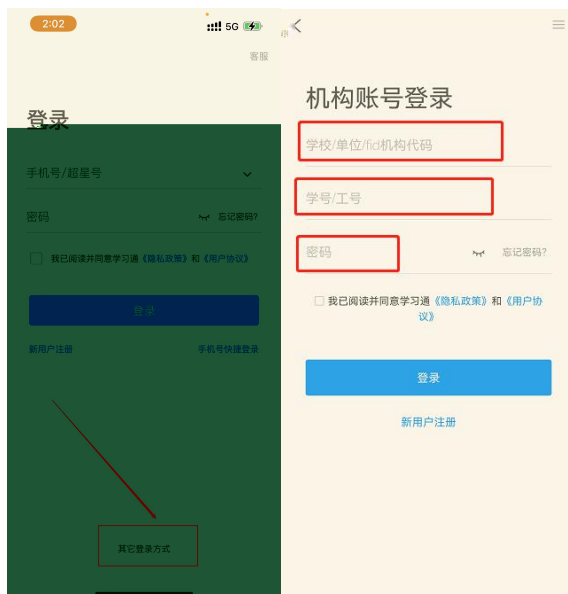 2:02
5G
客服
登录
手机号/超星号
密码
忘记密码?
我已阅读并同意学习通《隐私政策》和《用户协议》
登录
新用户注册
手机号快捷登录
其它登录方式
机构账号登录
学校/单位/fid机构代码
学号/工号
密码
忘记密码?
我已阅读并同意学习通《隐私政策》和《用户协
议》
登录
新用户注册